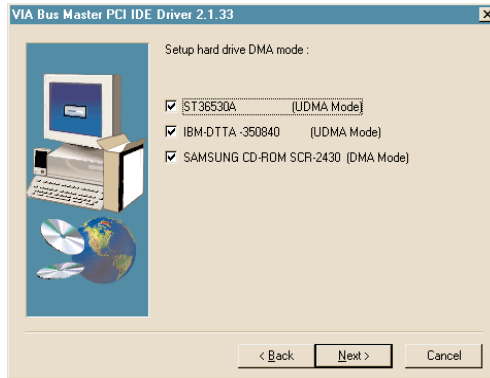 VIA Bus Master PCI IDE Driver 2.1.33
Setup hard drive DMA mode :
ST36530A (UDMA Mode)
IBM-DTTA -350840 (UDMA Mode)
SAMSUNG CD-ROM SCR-2430 (DMA Mode)
< Back Next > Cancel